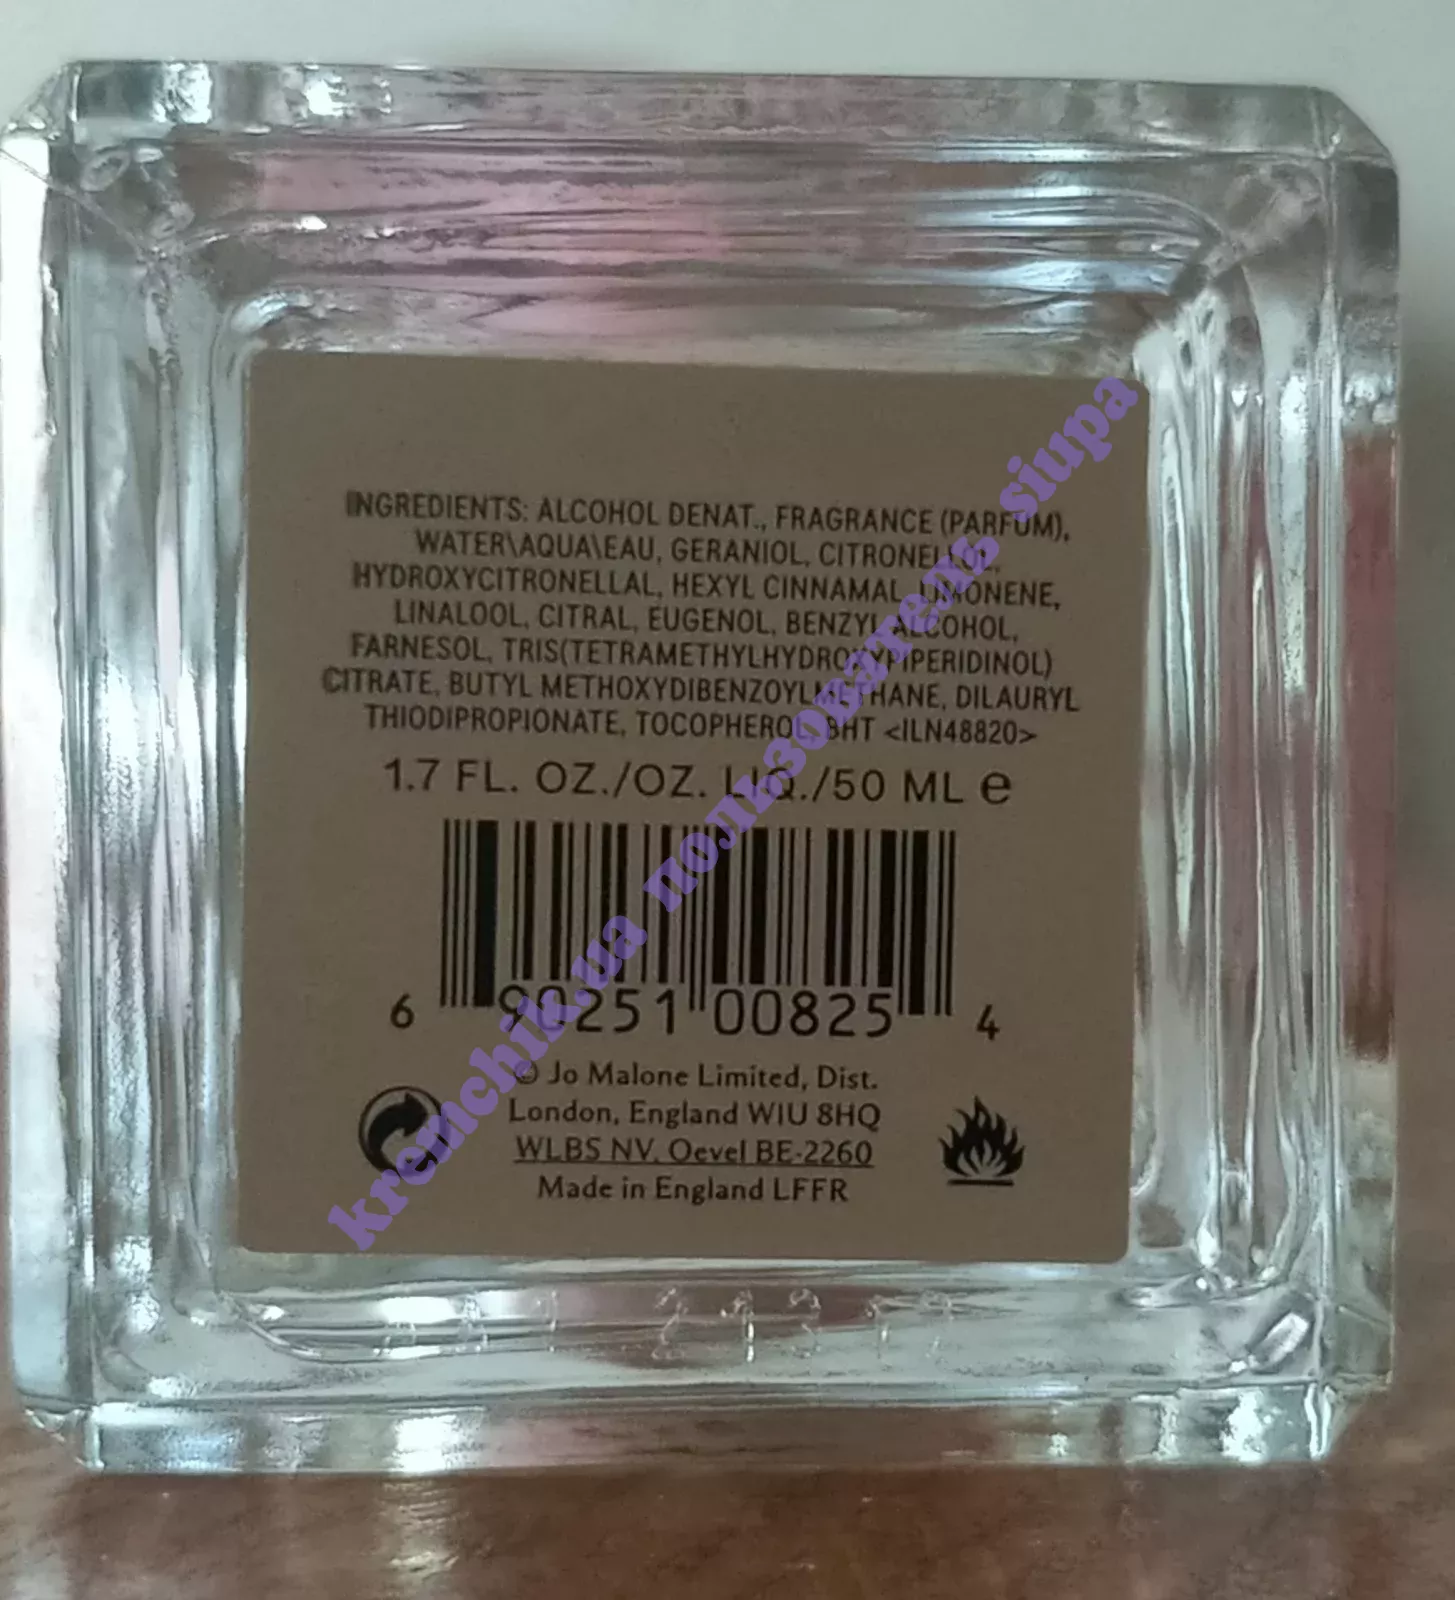 INGREDIENTS: ALCOHOL DENAT., FRAGRANCE (PARFUM),
WATER\AQUA\EAU, GERANIOL, CITRONELLOL,
HYDROXYCITRONELLAL, HEXYL CINNAMAL, LIMONENE,
LINALOOL, CITRAL, EUGENOL, BENZYL ALCOHOL,
FARNESOL, TRIS(TETRAMETHYLHYDROXYPIPERIDINOL)
CITRATE, BUTYL METHOXYDIBENZOYLMETHANE, DILAURYL
THIODIPROPIONATE, TOCOPHEROL, BHT <ILN48820>
1.7 FL. OZ./OZ. LIQ./50 ML e
6 90251 00825 4
© Jo Malone Limited, Dist.
London, England W1U 8HQ
WLBS NV, Oevel BE-2260
Made in England LFFR
kremchik.ua пользователь siupa